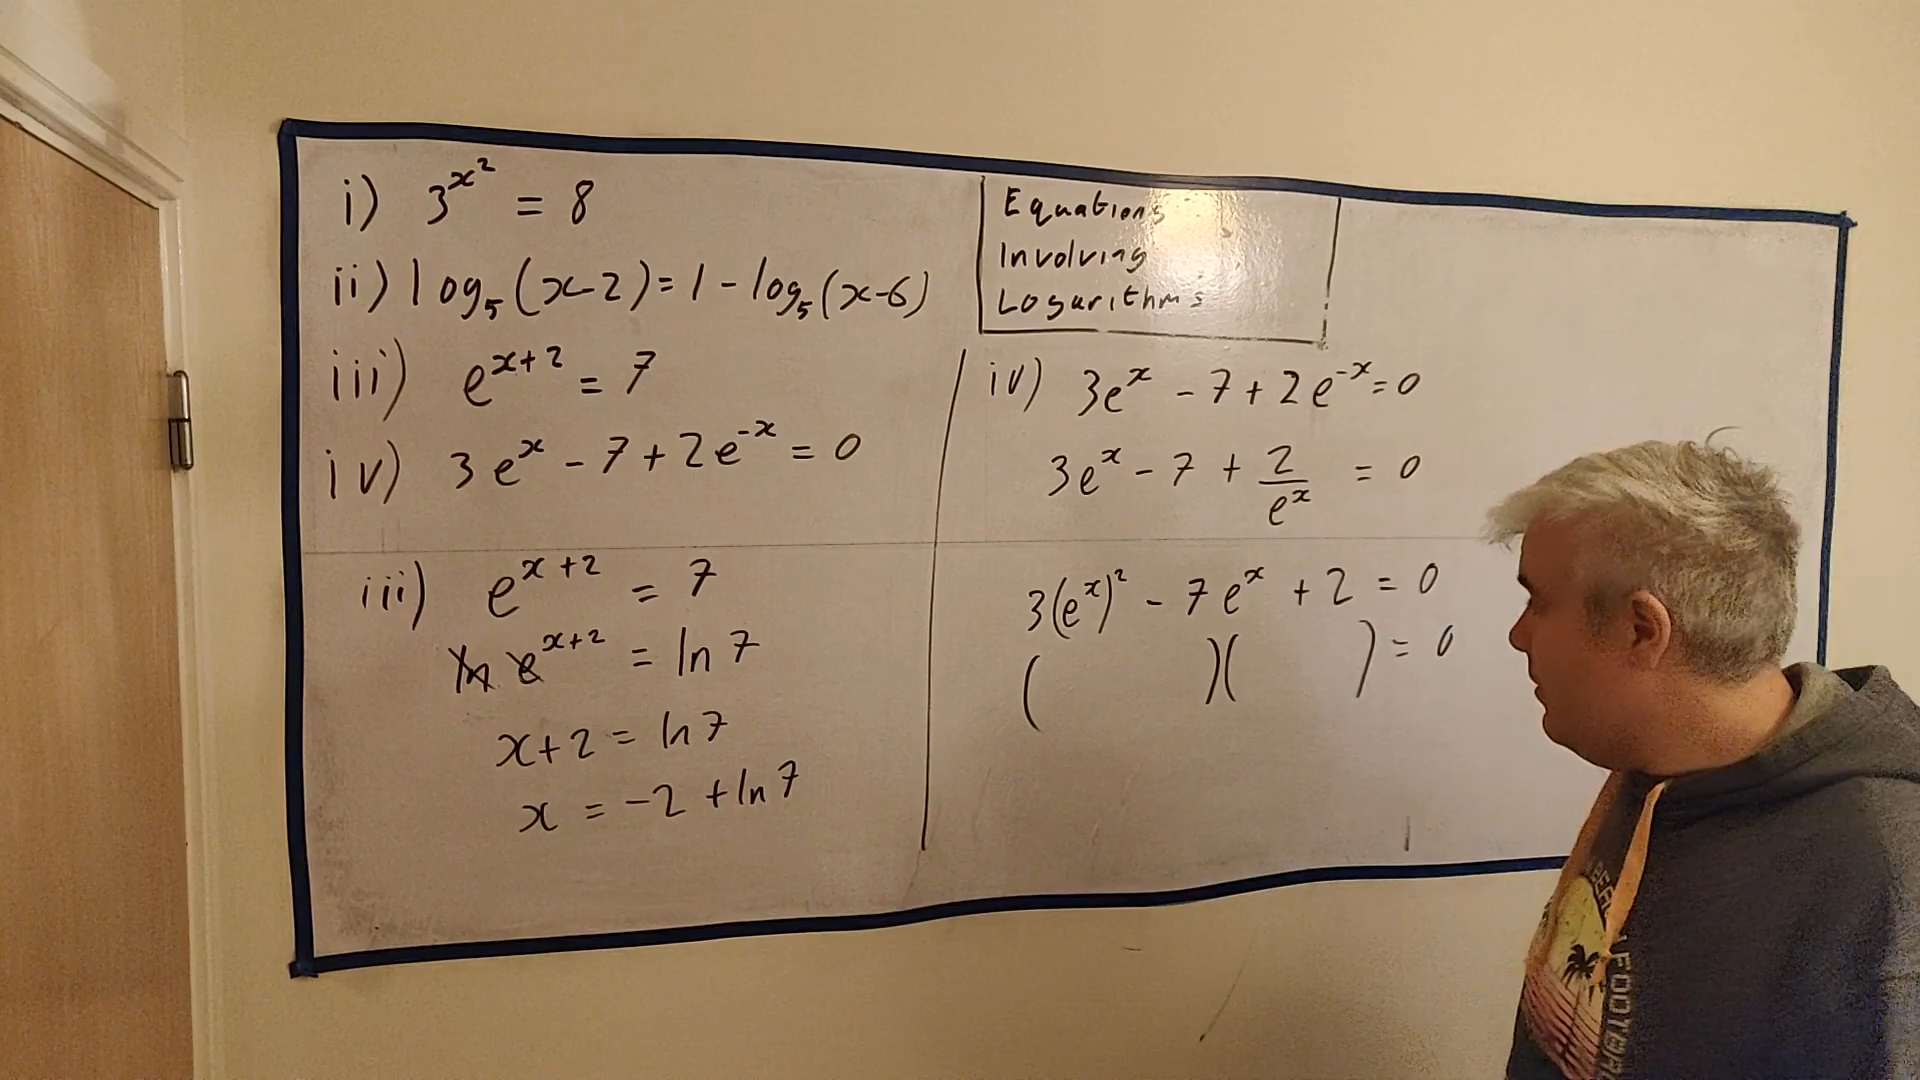 i) 3^{x^2} = 8
ii) log₅(x-2) = 1 - log₅(x-6)
iii) e^{x+2} = 7
iv) 3e^x - 7 + 2e^{-x} = 0
iii) e^{x+2} = 7
ln e^{x+2} = ln 7
x+2 = ln 7
x = -2 + ln 7
Equations
Involving
Logarithms
iv) 3e^x - 7 + 2e^{-x} = 0
3e^x - 7 + 2/e^x = 0
3(e^x)² - 7e^x + 2 = 0
( )( ) = 0